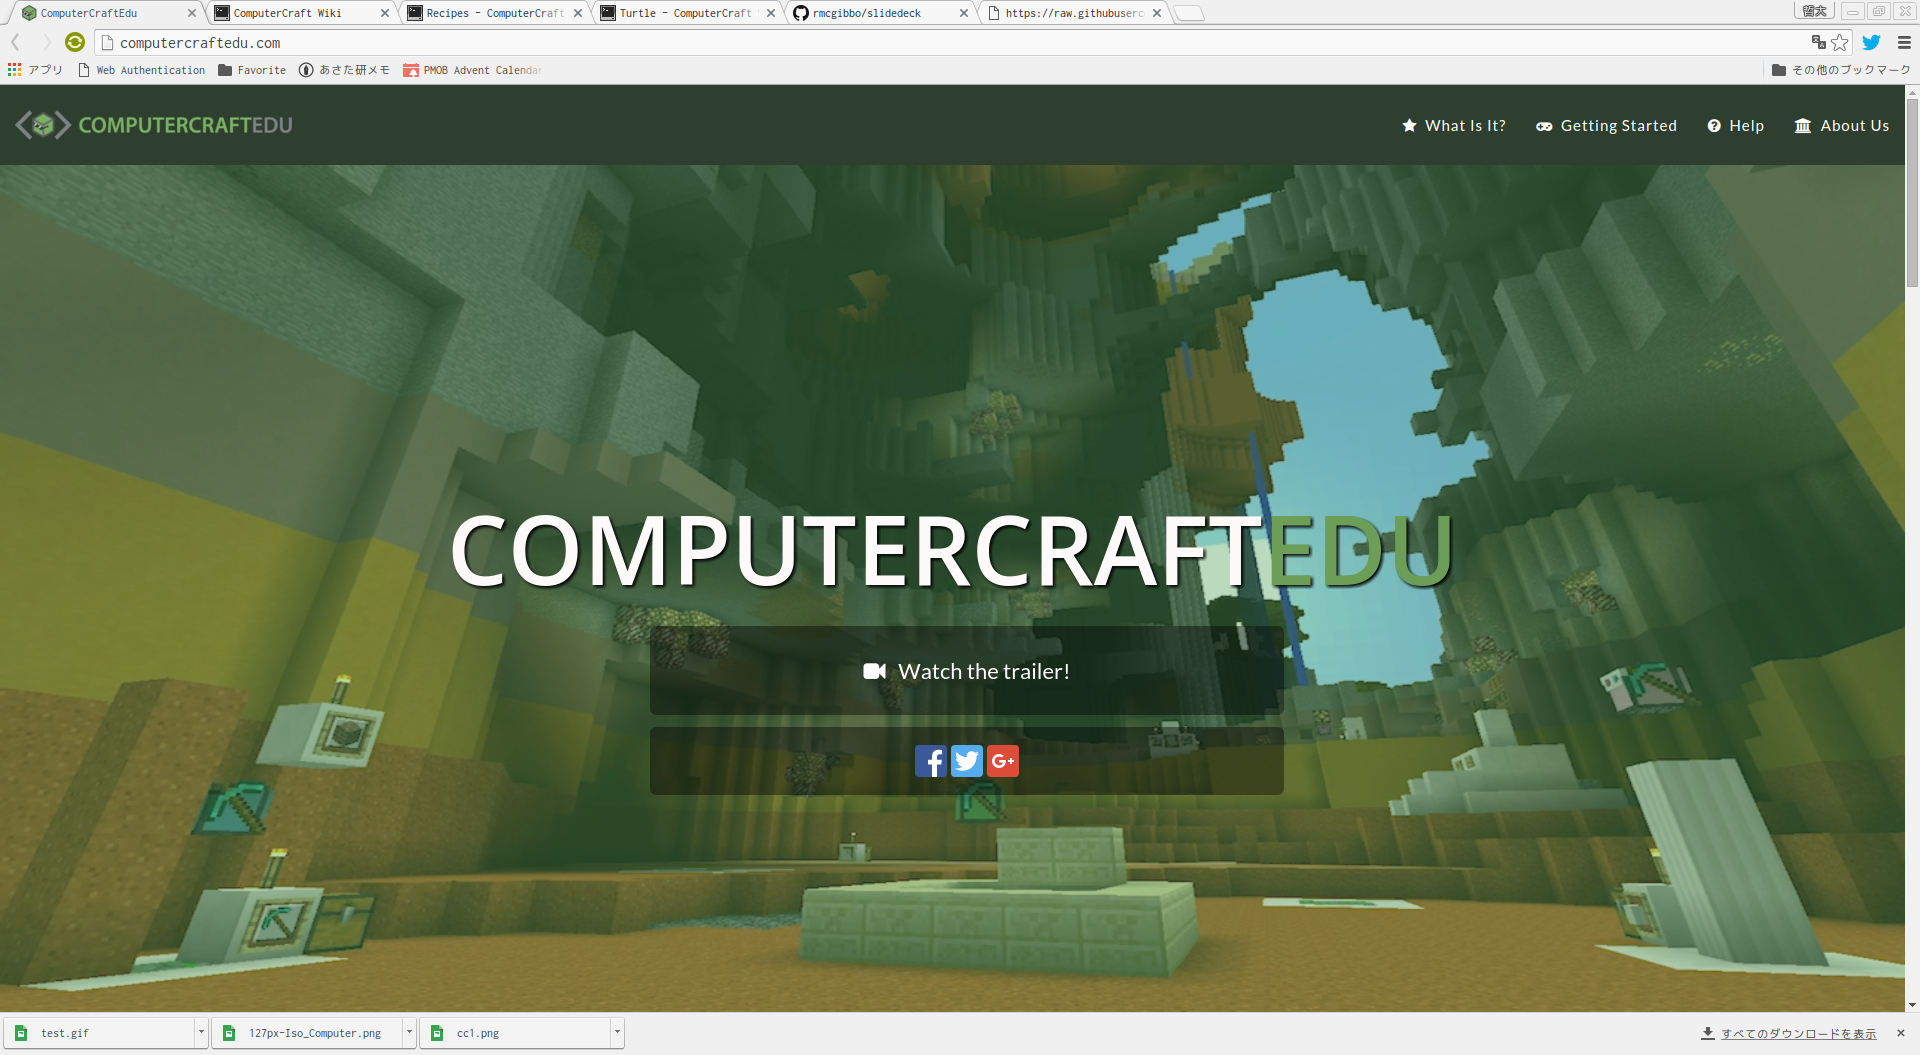 ComputerCraftEdu
ComputerCraft Wiki
Recipes - ComputerCraft
Turtle - ComputerCraft
rmcgibbo/slidedeck
https://raw.githubuserc
哲大
computercraftedu.com
アプリ
Web Authentication
Favorite
あさた研メモ
PMOB Advent Calendar
その他のブックマーク
COMPUTERCRAFTEDU
What Is It?
Getting Started
Help
About Us
COMPUTERCRAFTEDU
Watch the trailer!
test.gif
127px-Iso_Computer.png
cc1.png
すべてのダウンロードを表示